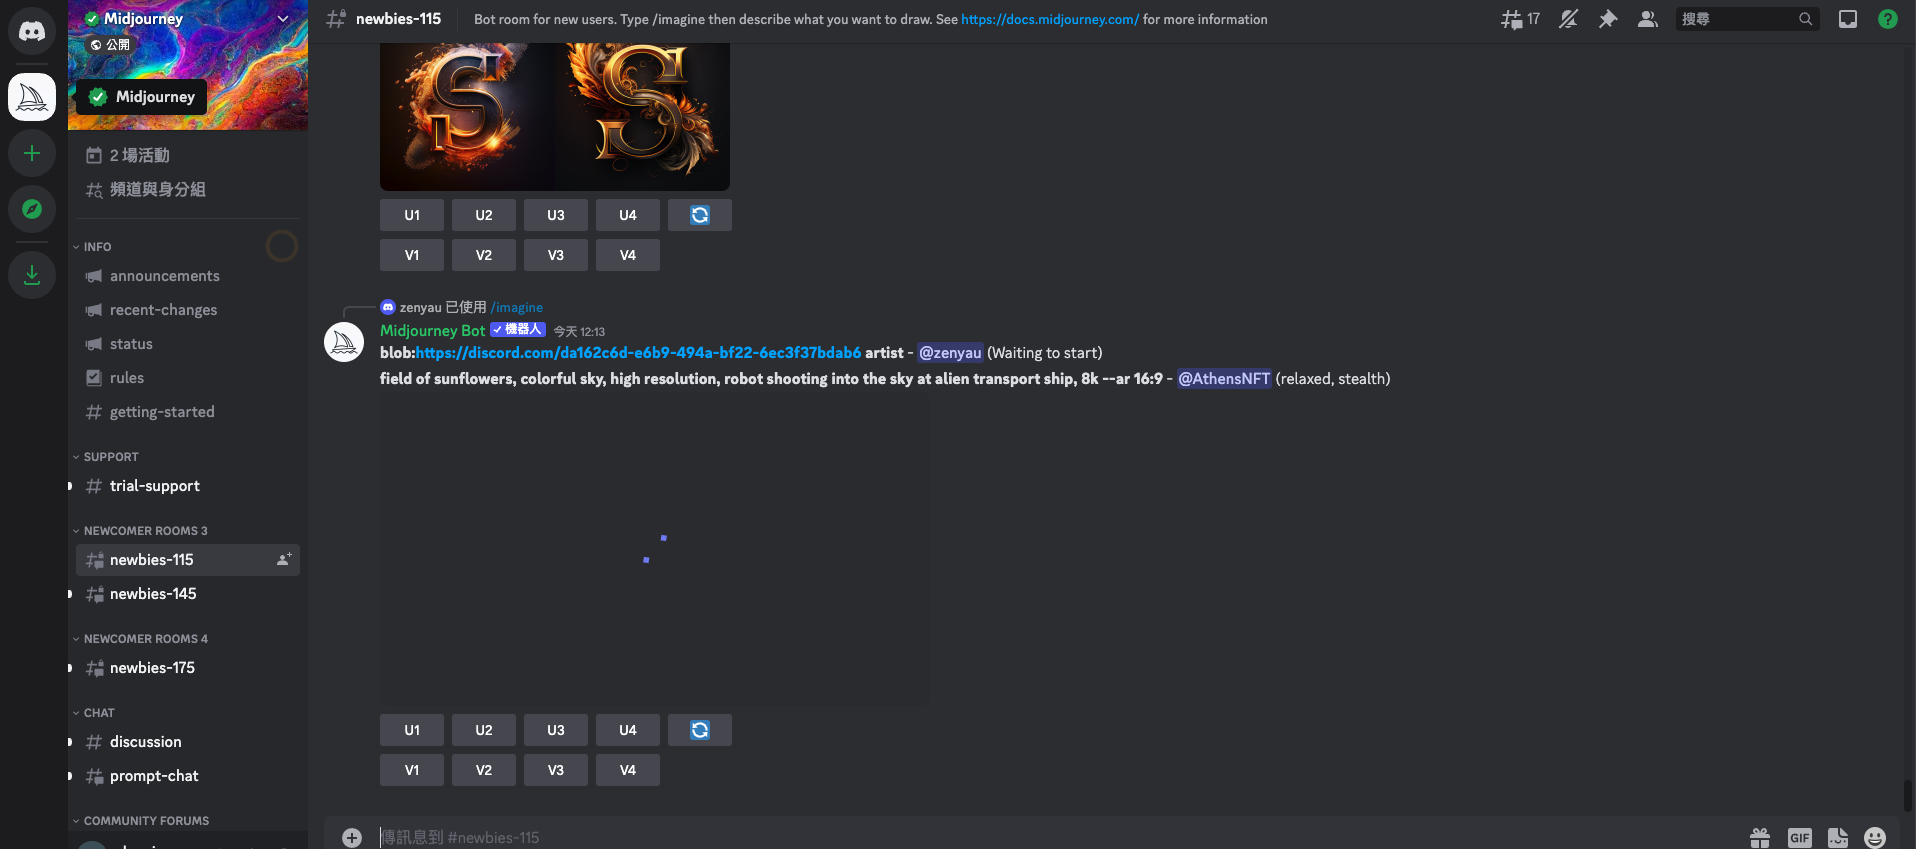 Midjourney
公開
Midjourney
2 場活動
頻道與身分組
INFO
announcements
recent-changes
status
rules
getting-started
SUPPORT
trial-support
NEWCOMER ROOMS 3
newbies-115
newbies-145
NEWCOMER ROOMS 4
newbies-175
CHAT
discussion
prompt-chat
COMMUNITY FORUMS
newbies-115
Bot room for new users. Type /imagine then describe what you want to draw. See https://docs.midjourney.com/ for more information
17
搜尋
S S
U1 U2 U3 U4
V1 V2 V3 V4
zenyau 已使用 /imagine
Midjourney Bot 機器人 今天 12:13
blob:https://discord.com/da162c6d-e6b9-494a-bf22-6ec3f37bdab6 artist - @zenyau (Waiting to start)
field of sunflowers, colorful sky, high resolution, robot shooting into the sky at alien transport ship, 8k --ar 16:9 - @AthensNFT (relaxed, stealth)
U1 U2 U3 U4
V1 V2 V3 V4
傳訊息到 #newbies-115
GIF